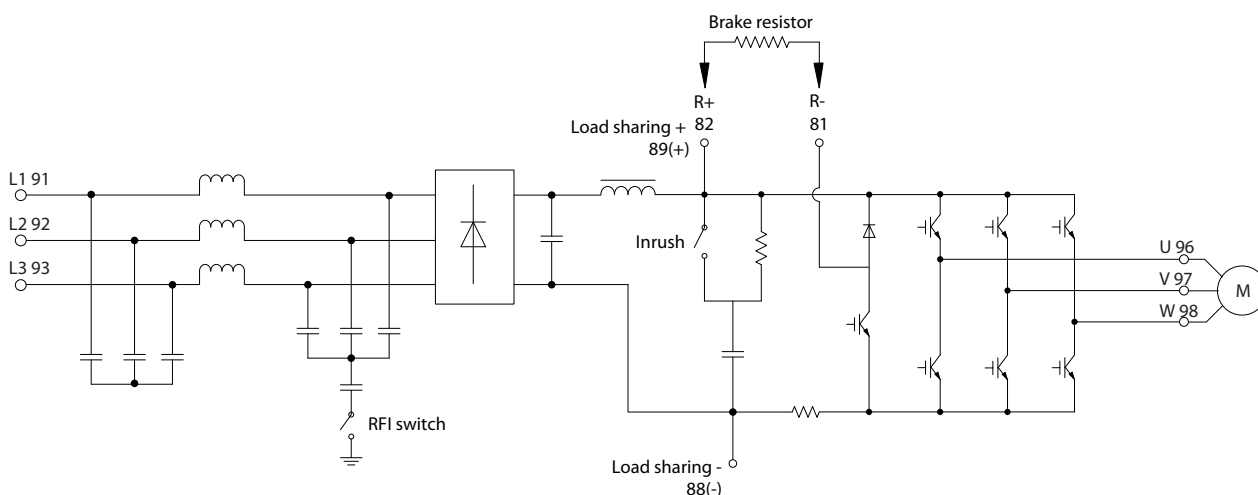 Brake resistor
R+
82
R-
81
Load sharing +
89(+)
L1 91
L2 92
L3 93
Inrush
U 96
V 97
W 98
M
RFI switch
Load sharing -
88(-)